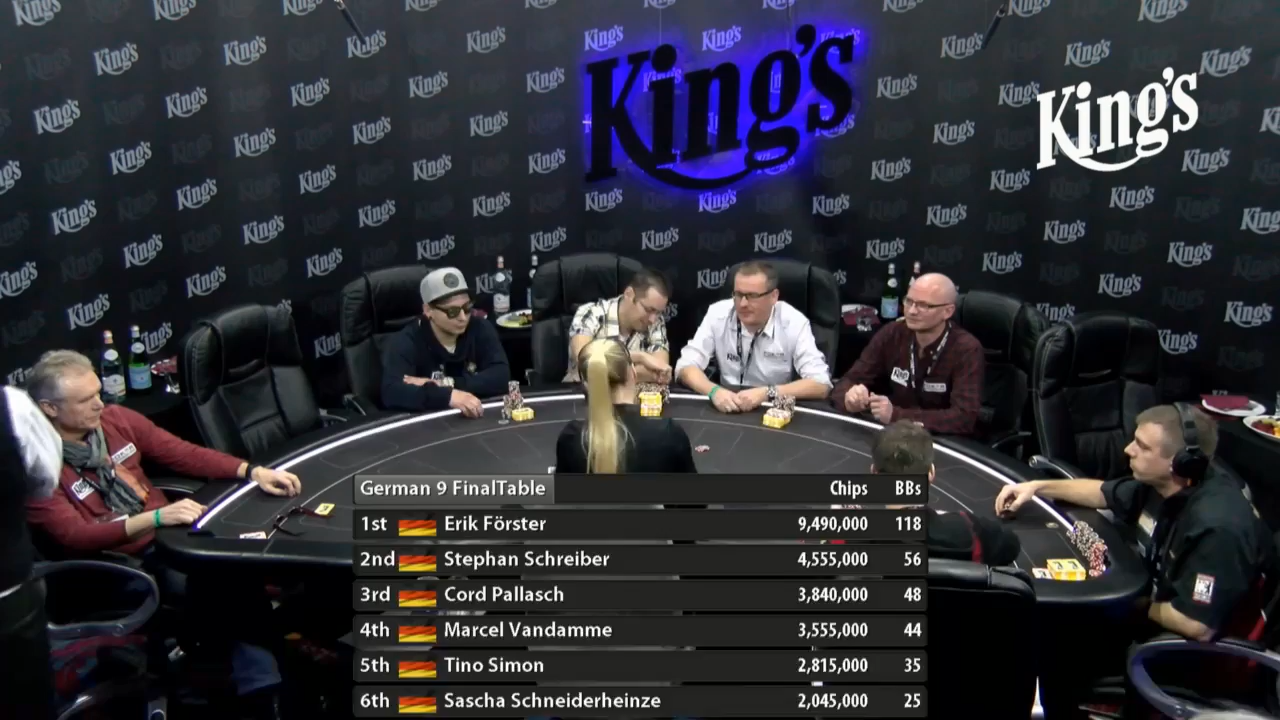 King's
King's
German 9 FinalTable Chips BBs
1st Erik Förster 9,490,000 118
2nd Stephan Schreiber 4,555,000 56
3rd Cord Pallasch 3,840,000 48
4th Marcel Vandamme 3,555,000 44
5th Tino Simon 2,815,000 35
6th Sascha Schneiderheinze 2,045,000 25